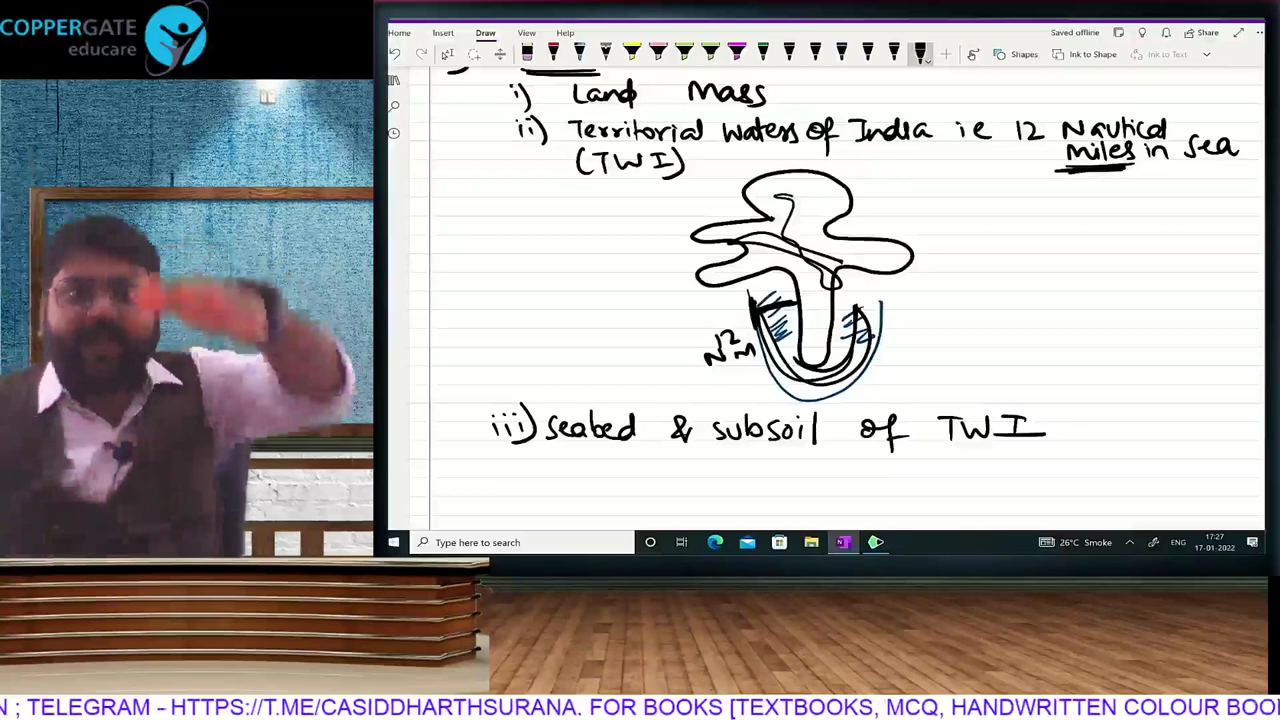 COPPERGATE
educare
Home Insert Draw View Help
Saved offline
Share
Shapes
Ink to Shape
Ink to Text
i) Land Mass
ii) Territorial waters of India ie 12 Nautical
miles in sea
(TWI)
iii) seabed & subsoil of TWI
Type here to search
26°C Smoke
ENG
17:27
17-01-2022
N ; TELEGRAM - HTTPS://T.ME/CASIDDHARTHSURANA. FOR BOOKS [TEXTBOOKS, MCQ, HANDWRITTEN COLOUR BOO